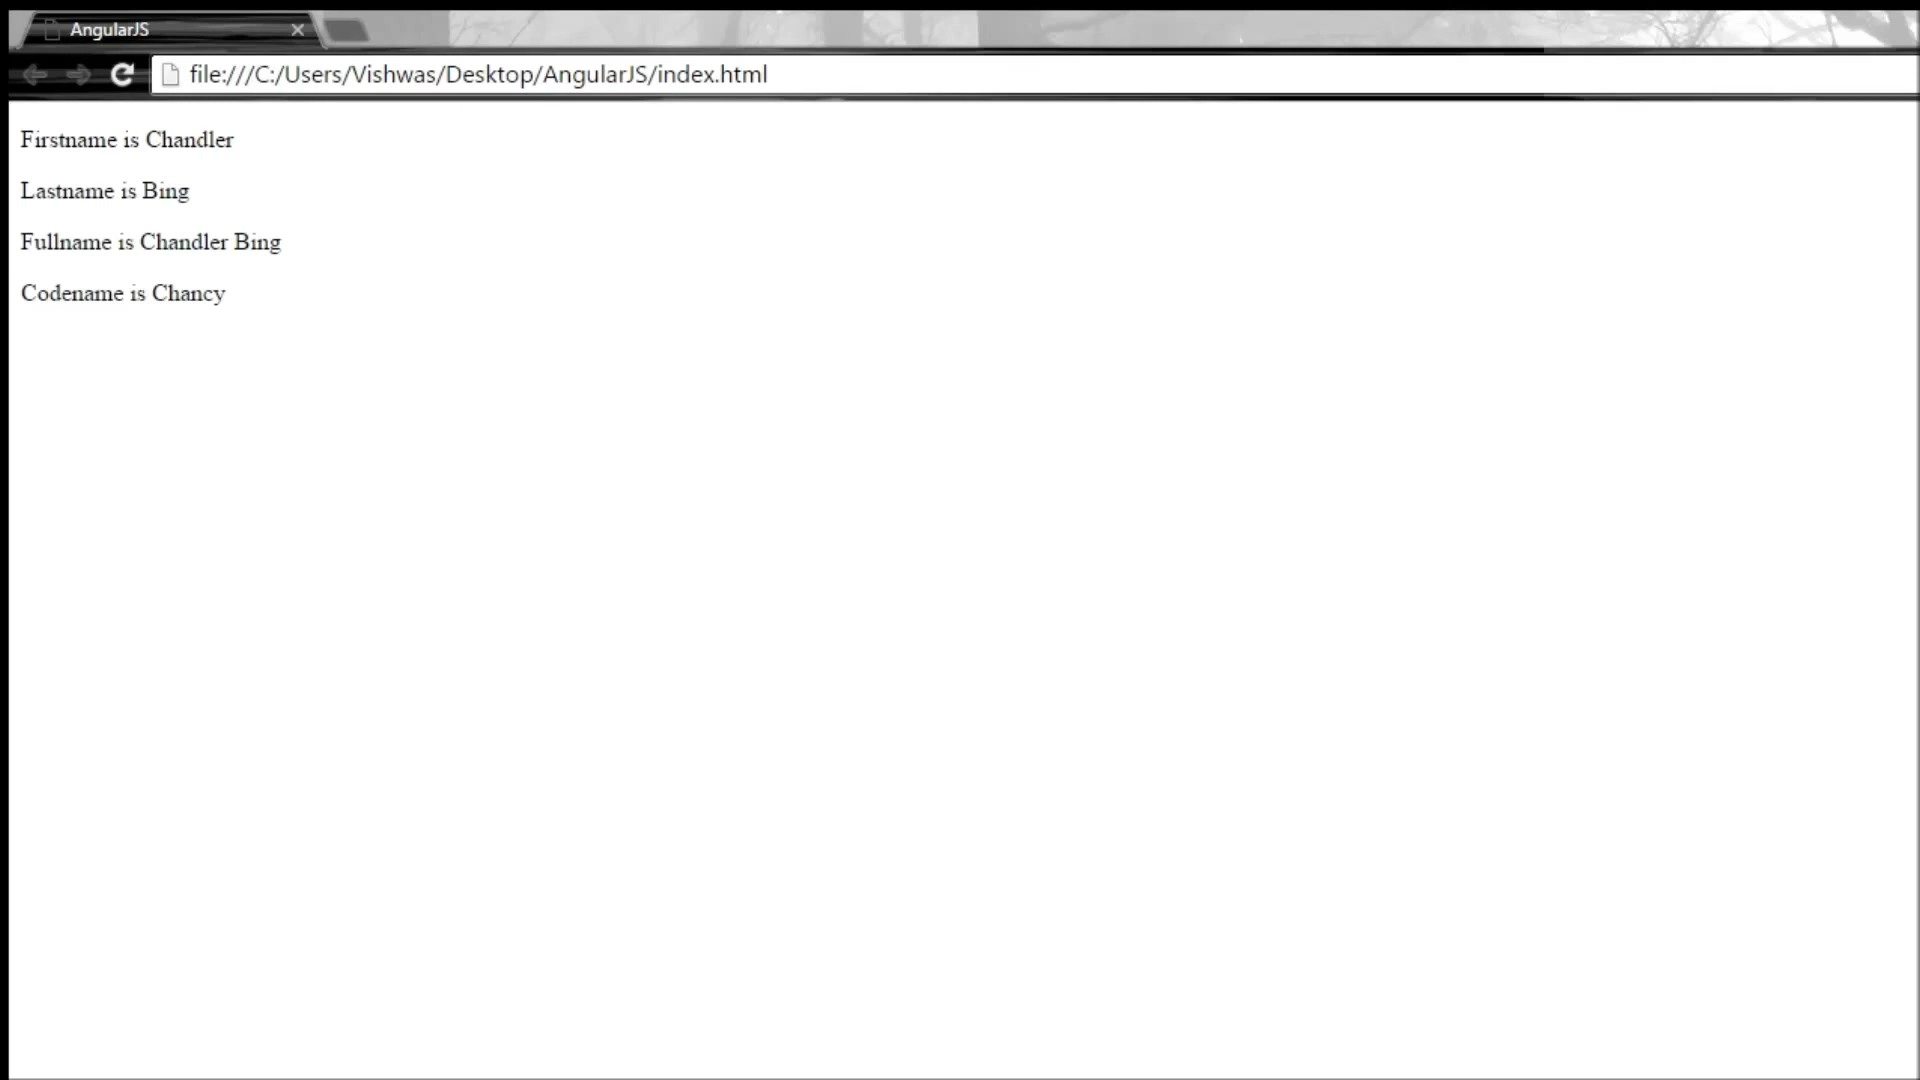 AngularJS
file:///C:/Users/Vishwas/Desktop/AngularJS/index.html
Firstname is Chandler
Lastname is Bing
Fullname is Chandler Bing
Codename is Chancy